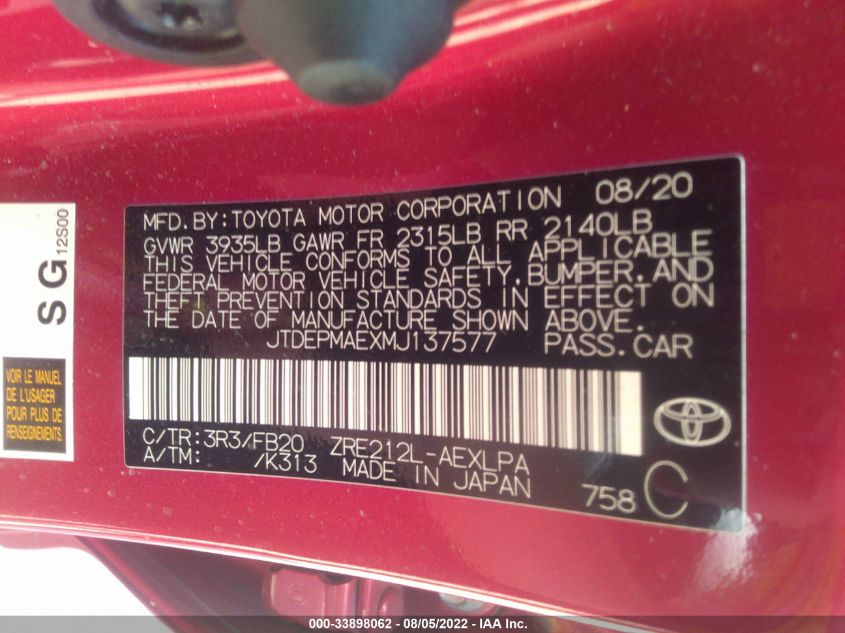 MFD.BY:TOYOTA MOTOR CORPORATION 08/20
GVWR 3935LB GAWR FR 2315LB RR 2140LB
THIS VEHICLE CONFORMS TO ALL APPLICABLE
FEDERAL MOTOR VEHICLE SAFETY,BUMPER,AND
THEFT PREVENTION STANDARDS IN EFFECT ON
THE DATE OF MANUFACTURE SHOWN ABOVE.
JTDEPMAEXMJ137577 PASS.CAR
C/TR:3R3/FB20 ZRE212L-AEXLPA
A/TM: /K313 MADE IN JAPAN
758 C
SG
12S00
VOIR LE MANUEL
DE L'USAGER
POUR PLUS DE
RENSEIGNEMENTS.
000-33898062 - 08/05/2022 - IAA Inc.